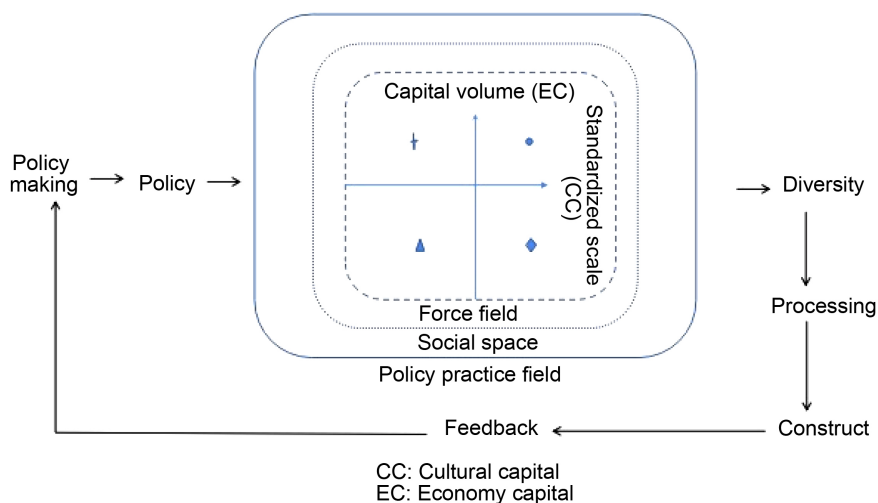 Policy
making
Policy
Capital volume (EC)
Standardized scale
(CC)
Force field
Social space
Policy practice field
Diversity
Processing
Construct
Feedback
CC: Cultural capital
EC: Economy capital